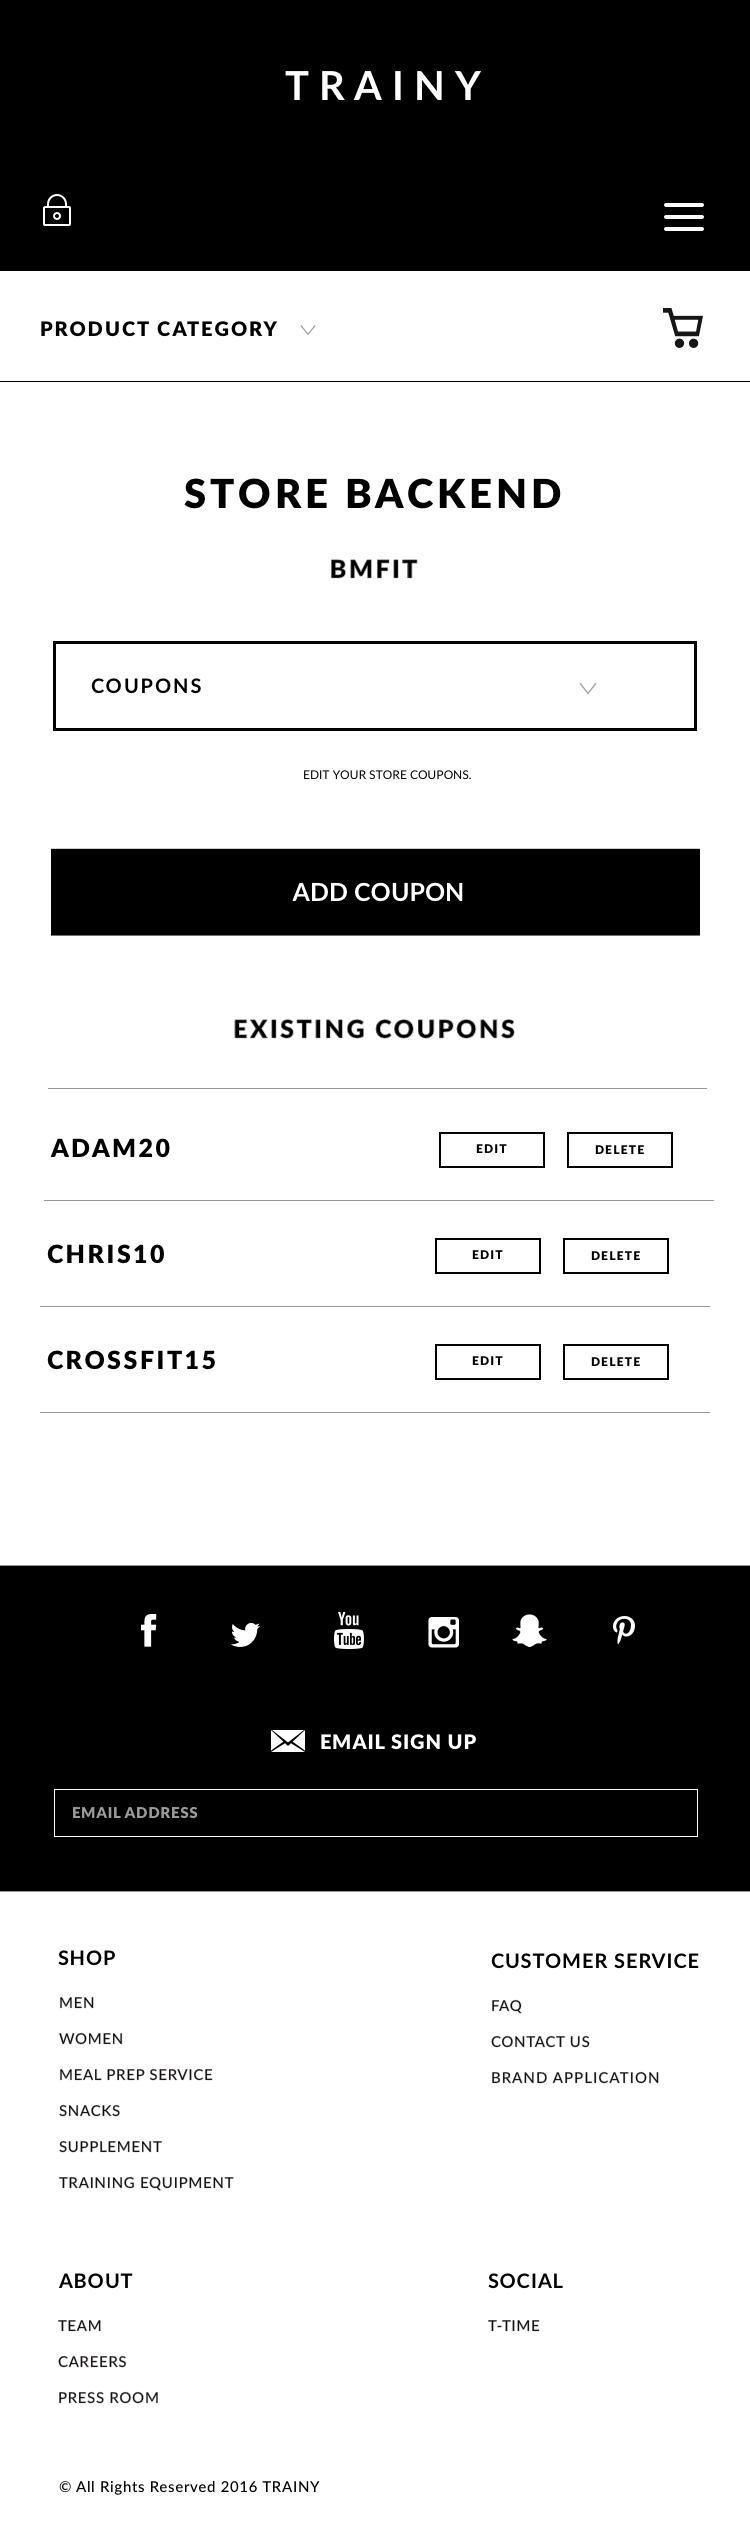 TRAINY
PRODUCT CATEGORY
STORE BACKEND
BMFIT
COUPONS
EDIT YOUR STORE COUPONS.
ADD COUPON
EXISTING COUPONS
ADAM20 EDIT DELETE
CHRIS10 EDIT DELETE
CROSSFIT15 EDIT DELETE
You
Tube
EMAIL SIGN UP
EMAIL ADDRESS
SHOP
MEN
WOMEN
MEAL PREP SERVICE
SNACKS
SUPPLEMENT
TRAINING EQUIPMENT
CUSTOMER SERVICE
FAQ
CONTACT US
BRAND APPLICATION
ABOUT
TEAM
CAREERS
PRESS ROOM
SOCIAL
T-TIME
© All Rights Reserved 2016 TRAINY